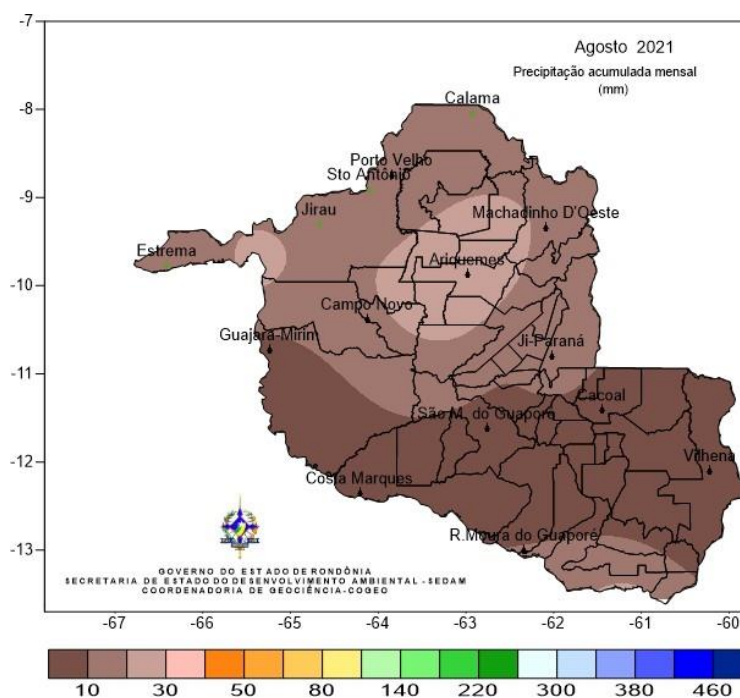 -7
Agosto 2021
Precipitação acumulada mensal
(mm)
-8
Calama
Porto Velho
Sto Antônio
-9
Jirau
Machadinho D'Oeste
Estrema
Ariquemes
-10
Campo Novo
Guajara-Mirin
Ji-Paraná
-11
Cacoal
São M. do Guaporé
-12
Vilhena
Costa Marques
R.Moura do Guaporé
-13
GOVERNO DO ESTADO DE RONDÔNIA
SECRETARIA DE ESTADO DO DESENVOLVIMENTO AMBIENTAL - SEDAM
COORDENADORIA DE GEOCIÊNCIA-COGEO
-67 -66 -65 -64 -63 -62 -61 -60
10 30 50 80 140 220 300 380 460